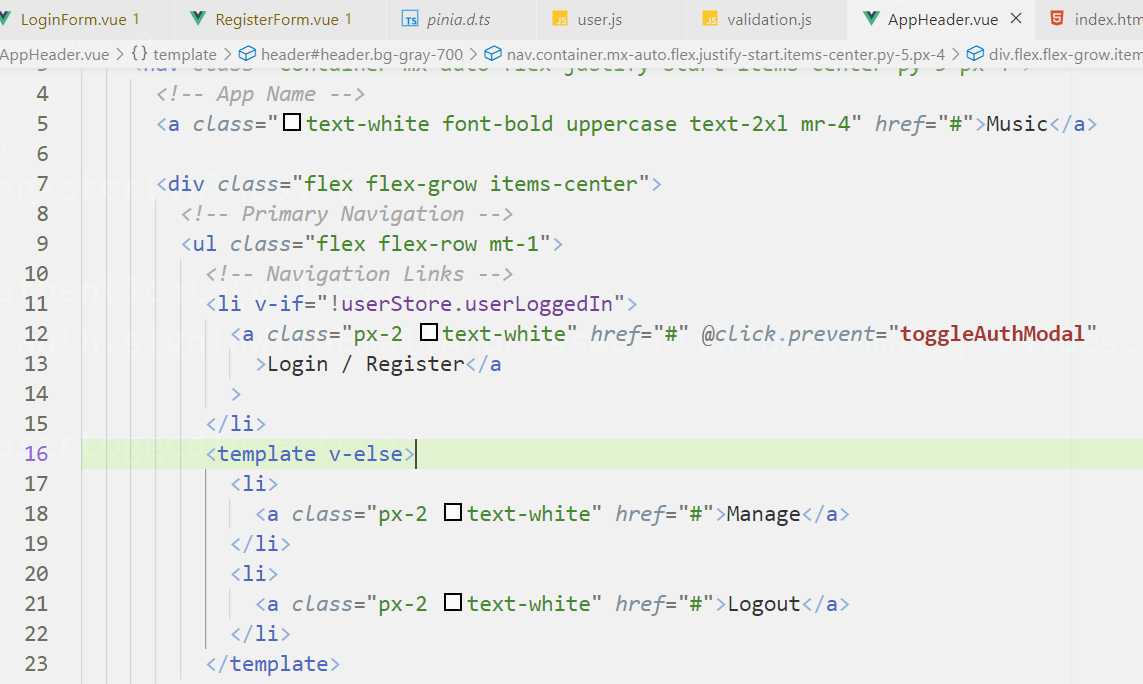 LoginForm.vue 1 RegisterForm.vue 1 TS pinia.d.ts JS user.js JS validation.js AppHeader.vue × 5 index.htm
AppHeader.vue > {} template > header#header.bg-gray-700 > nav.container.mx-auto.flex.justify-start.items-center.py-5.px-4 > div.flex.flex-grow.item
4 <!-- App Name -->
5 <a class="text-white font-bold uppercase text-2xl mr-4" href="#">Music</a>
6
7 <div class="flex flex-grow items-center">
8 <!-- Primary Navigation -->
9 <ul class="flex flex-row mt-1">
10 <!-- Navigation Links -->
11 <li v-if="!userStore.userLoggedIn">
12 <a class="px-2 text-white" href="#" @click.prevent="toggleAuthModal"
13 >Login / Register</a
14 >
15 </li>
16 <template v-else>
17 <li>
18 <a class="px-2 text-white" href="#">Manage</a>
19 </li>
20 <li>
21 <a class="px-2 text-white" href="#">Logout</a>
22 </li>
23 </template>